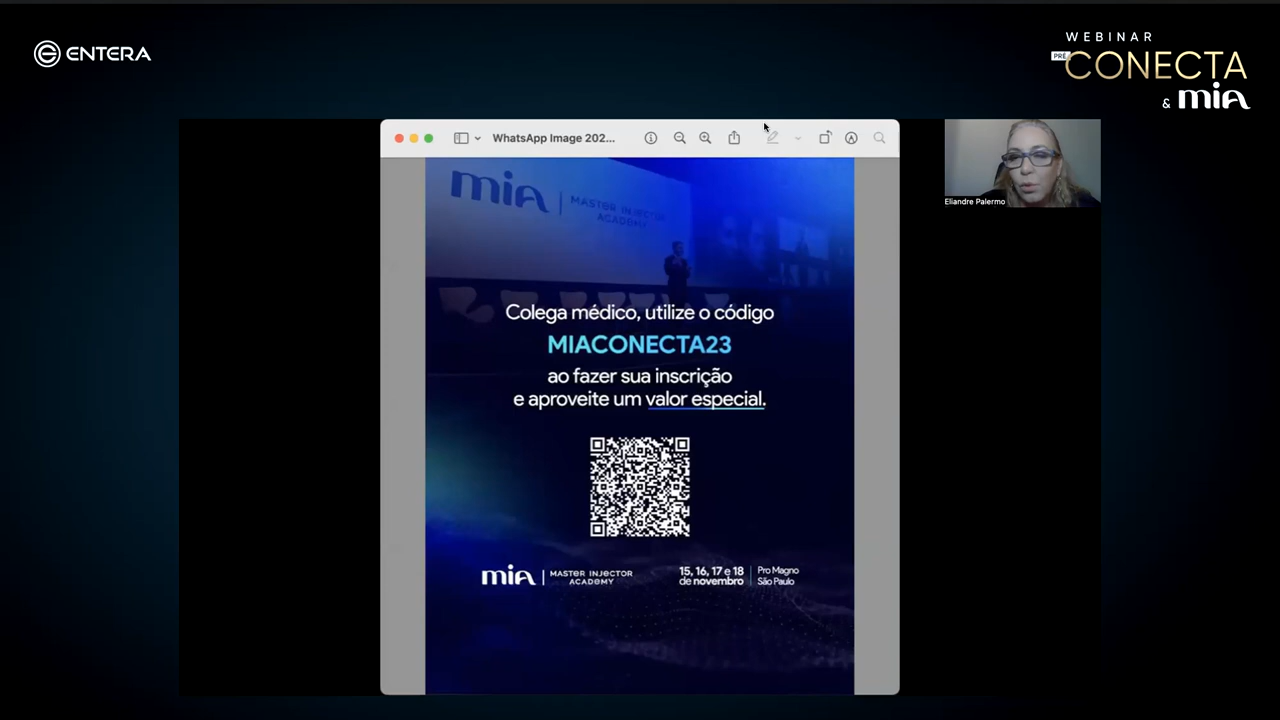 ENTERA
WEBINAR
PRÉ
CONECTA
& mia
WhatsApp Image 202...
Eliandre Palermo
mia | MASTER INJECTOR
ACADEMY
Colega médico, utilize o código
MIACONECTA23
ao fazer sua inscrição
e aproveite um valor especial.
mia | MASTER INJECTOR
ACADEMY
15, 16, 17 e 18
de novembro
Pro Magno
São Paulo